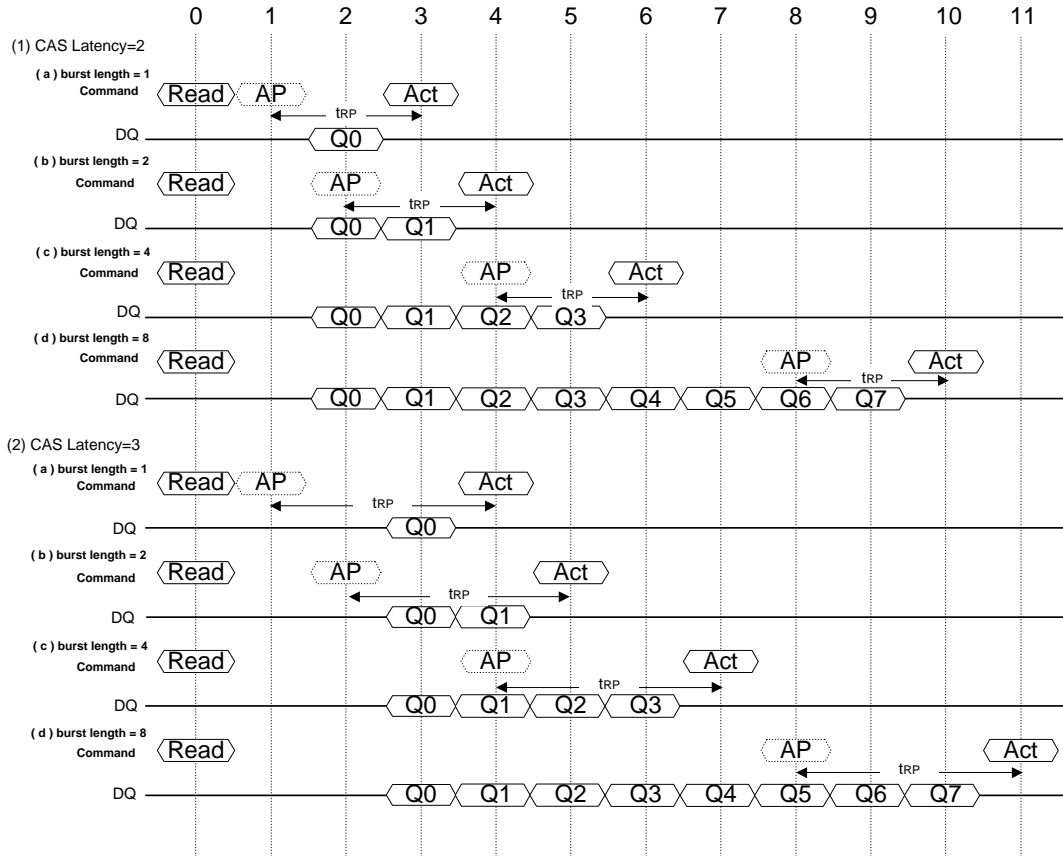 0 1 2 3 4 5 6 7 8 9 10 11
(1) CAS Latency=2
( a ) burst length = 1
Command Read AP Act
tRP
DQ Q0
( b ) burst length = 2
Command Read AP Act
tRP
DQ Q0 Q1
( c ) burst length = 4
Command Read AP Act
tRP
DQ Q0 Q1 Q2 Q3
( d ) burst length = 8
Command Read AP Act
tRP
DQ Q0 Q1 Q2 Q3 Q4 Q5 Q6 Q7
(2) CAS Latency=3
( a ) burst length = 1
Command Read AP Act
tRP
DQ Q0
( b ) burst length = 2
Command Read AP Act
tRP
DQ Q0 Q1
( c ) burst length = 4
Command Read AP Act
tRP
DQ Q0 Q1 Q2 Q3
( d ) burst length = 8
Command Read AP Act
tRP
DQ Q0 Q1 Q2 Q3 Q4 Q5 Q6 Q7